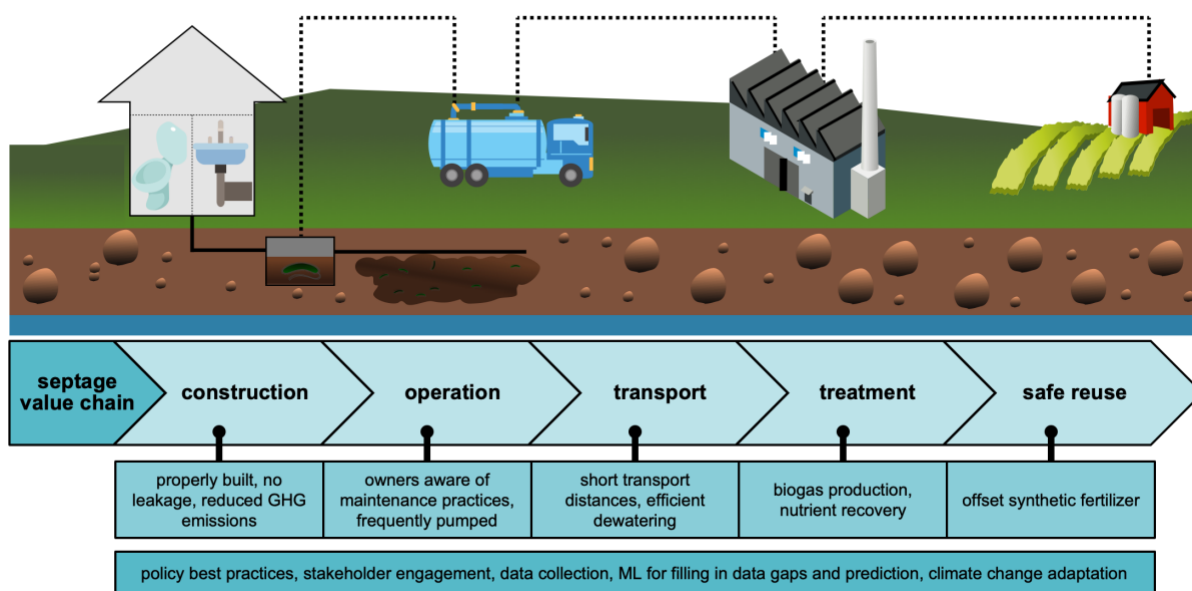 septage
value chain
construction
operation
transport
treatment
safe reuse
properly built, no
leakage, reduced GHG
emissions
owners aware of
maintenance practices,
frequently pumped
short transport
distances, efficient
dewatering
biogas production,
nutrient recovery
offset synthetic fertilizer
policy best practices, stakeholder engagement, data collection, ML for filling in data gaps and prediction, climate change adaptation